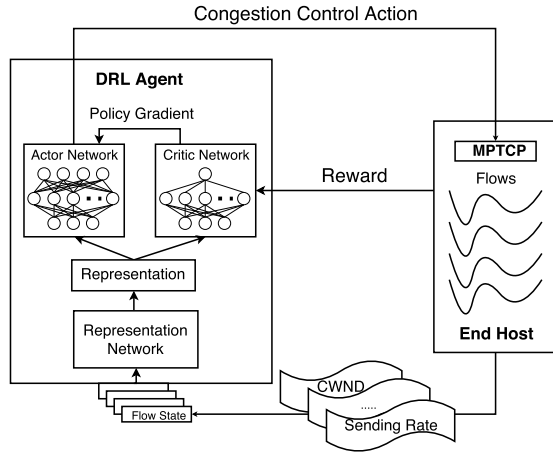 Congestion Control Action
DRL Agent
Policy Gradient
Actor Network
Critic Network
MPTCP
Flows
Reward
Representation
Representation
Network
End Host
CWND
.....
Sending Rate
Flow State